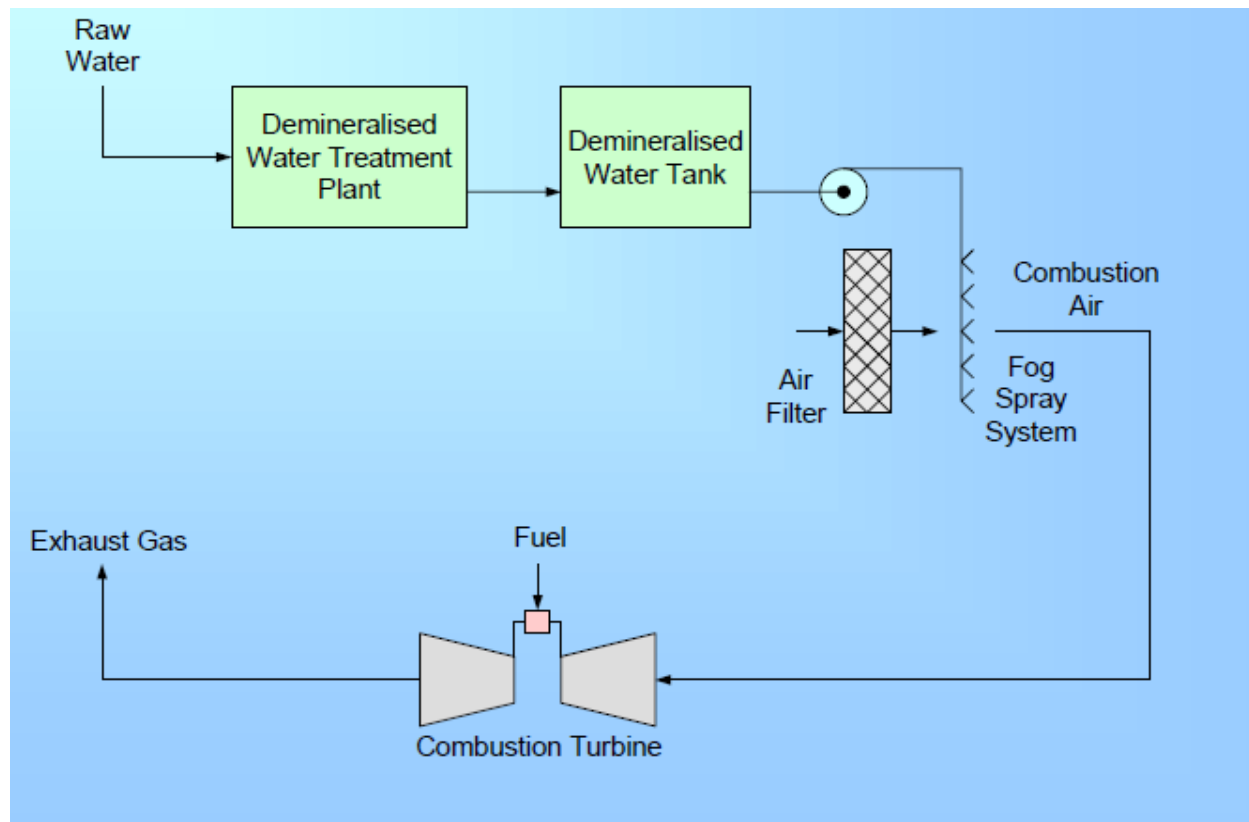 Raw
Water
Demineralised
Water Treatment
Plant
Demineralised
Water Tank
Combustion
Air
Air
Filter
Fog
Spray
System
Exhaust Gas
Fuel
Combustion Turbine